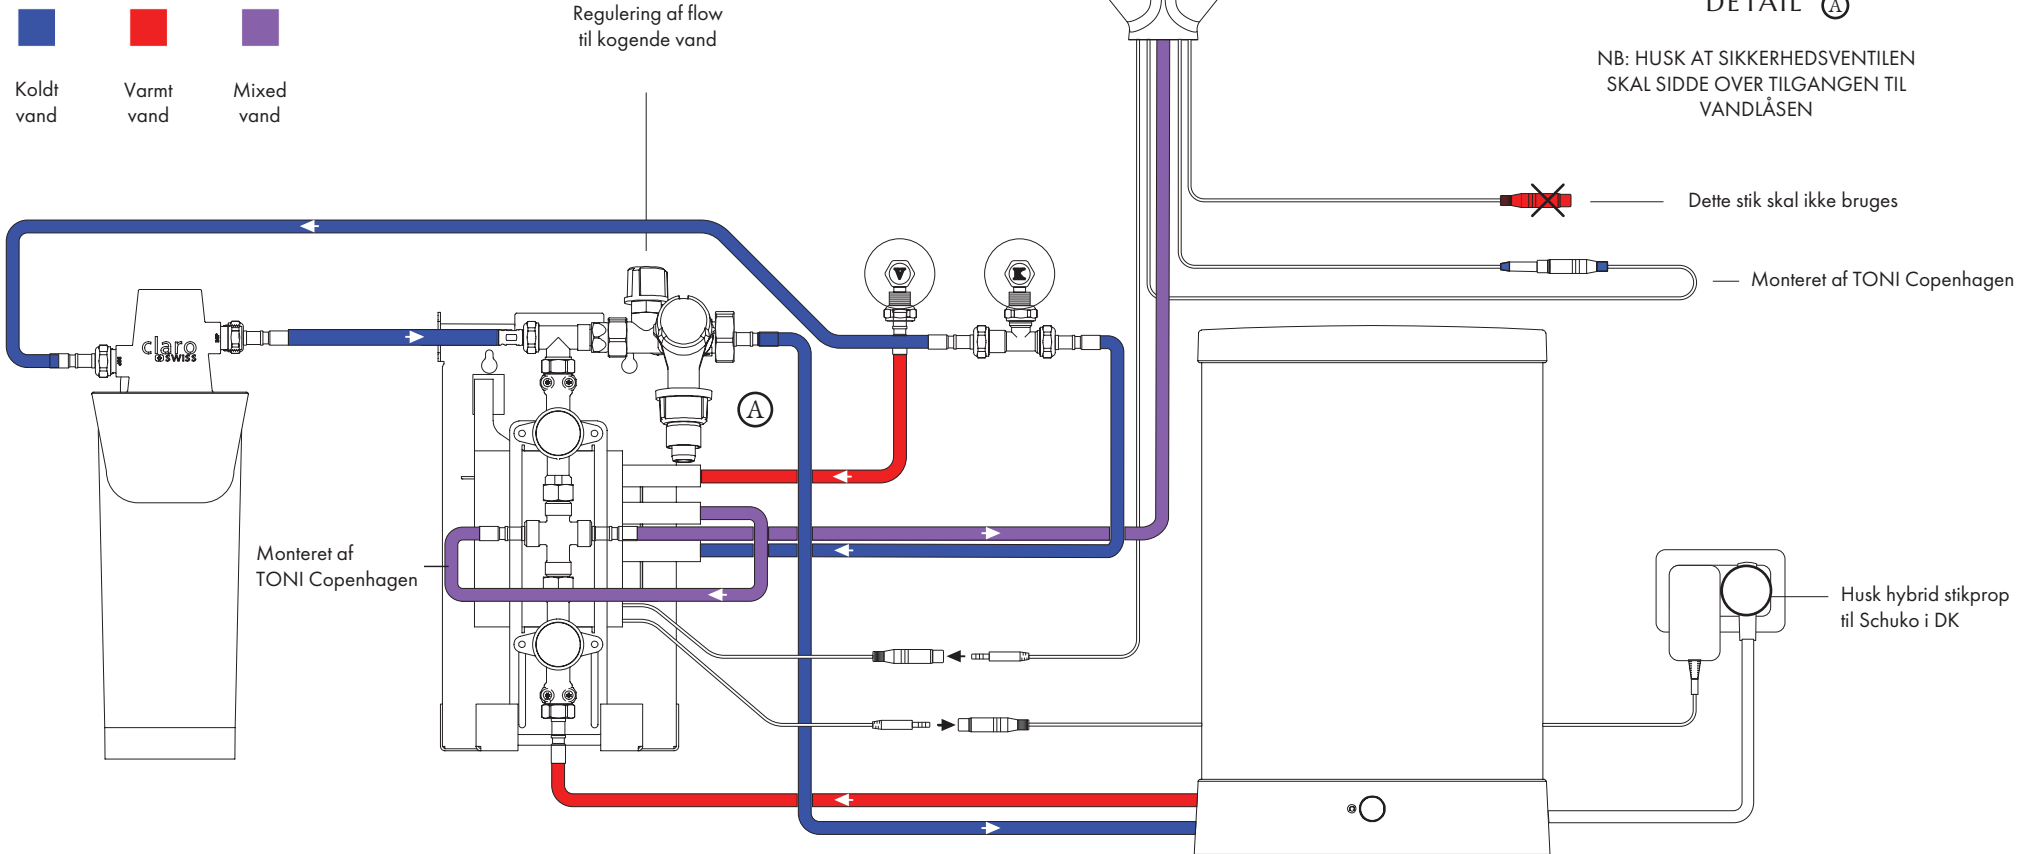 Koldt
vand
Varmt
vand
Mixed
vand
Regulering af flow
til kogende vand
DETAIL A
NB: HUSK AT SIKKERHEDSVENTILEN
SKAL SIDDE OVER TILGANGEN TIL
VANDLÅSEN
Dette stik skal ikke bruges
Monteret af TONI Copenhagen
V
K
claro
SWISS
A
Monteret af
TONI Copenhagen
Husk hybrid stikprop
til Schuko i DK